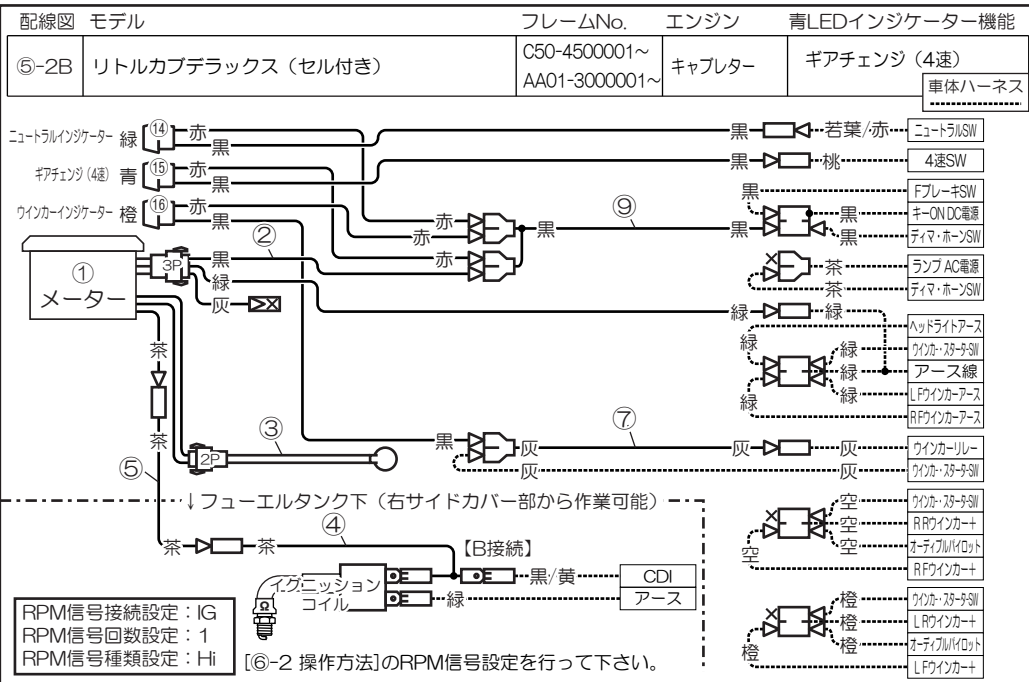 配線図 モデル フレームNo. エンジン 青LEDインジケーター機能
⑤-2B リトルカブデラックス（セル付き） C50-4500001~ キャブレター ギアチェンジ（4速）
AA01-3000001~
車体ハーネス
ニュートラルインジケーター 緑 ⑭ 赤
黒
黒 若葉/赤 ニュートラルSW
ギアチェンジ（4速） 青 ⑮ 赤
黒
黒 桃 4速SW
ウインカーインジケーター 橙 ⑯ 赤
黒
赤
赤
赤
黒
⑨
黒
黒 FブレーキSW
黒 キーON DC電源
黒 ディマ・ホーンSW
①
メーター
3P
②
黒
緑
灰
茶 ランプ AC電源
茶 ディマ・ホーンSW
緑 緑
緑 ヘッドライトアース
緑 ウインカ・スタータSW
緑 アース線
緑 LFウインカーアース
緑 RFウインカーアース
茶
茶
⑤
2P
③
黒 灰
⑦
灰 灰 ウインカーリレー
灰 灰 ウインカ・スタータSW
↓フューエルタンク下（右サイドカバー部から作業可能）
茶 茶
④
【B接続】
イグニッション
コイル
黒/黄 CDI
緑 アース
空 ウインカ・スタータSW
空 RRウインカー+
空 オーディブルパイロット
空 RFウインカー+
橙 ウインカ・スタータSW
橙 LRウインカー+
橙 オーディブルパイロット
橙 LFウインカー+
RPM信号接続設定：IG
RPM信号回数設定：1
RPM信号種類設定：Hi
[⑥-2 操作方法]のRPM信号設定を行って下さい。